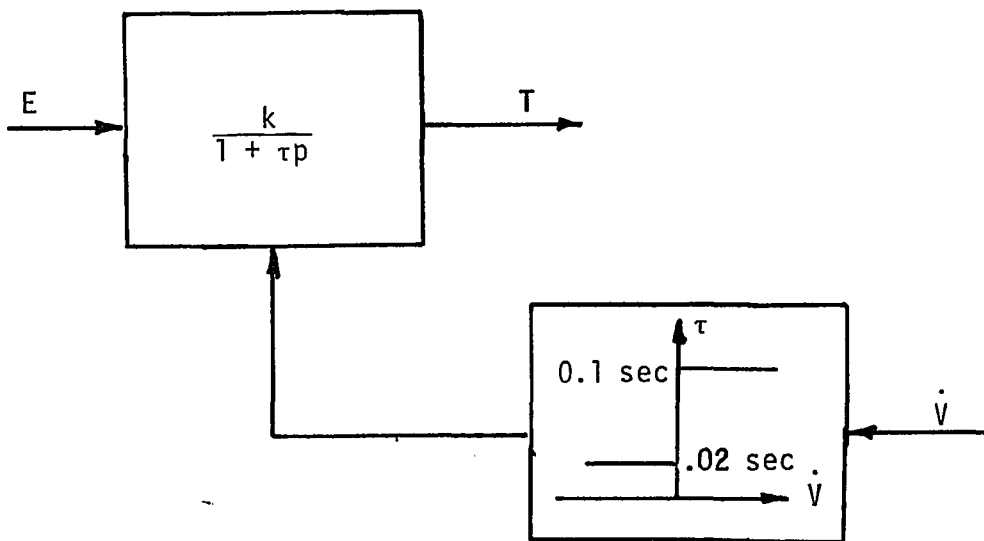 E
T
k
1 + τp
τ
0.1 sec
V̇
.02 sec
V̇